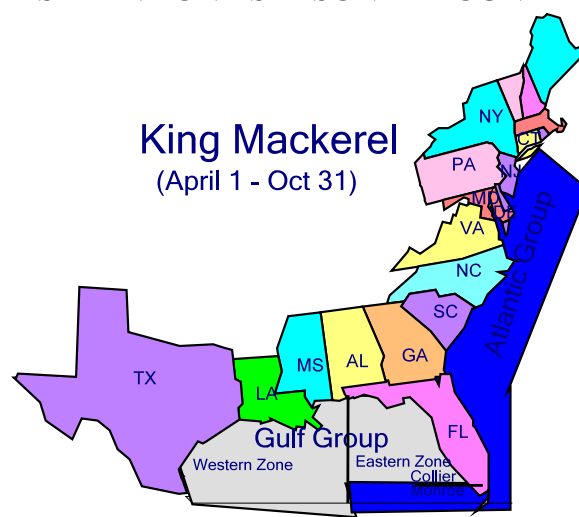 King Mackerel
(April 1 - Oct 31)
NY
CT
PA
NJ
MD
DE
VA
NC
SC
Atlantic Group
TX
LA
MS
AL
GA
FL
Gulf Group
Western Zone
Eastern Zone
Collier
Monroe